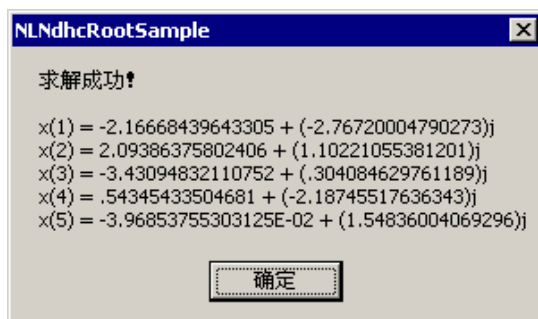 NLNdhcRootSample
求解成功!
x(1) = -2.16668439643305 + (-2.76720004790273)j
x(2) = 2.09386375802406 + (1.10221055381201)j
x(3) = -3.43094832110752 + (.304084629761189)j
x(4) = .54345433504681 + (-2.18745517636343)j
x(5) = -3.96853755303125E-02 + (1.54836004069296)j
确定